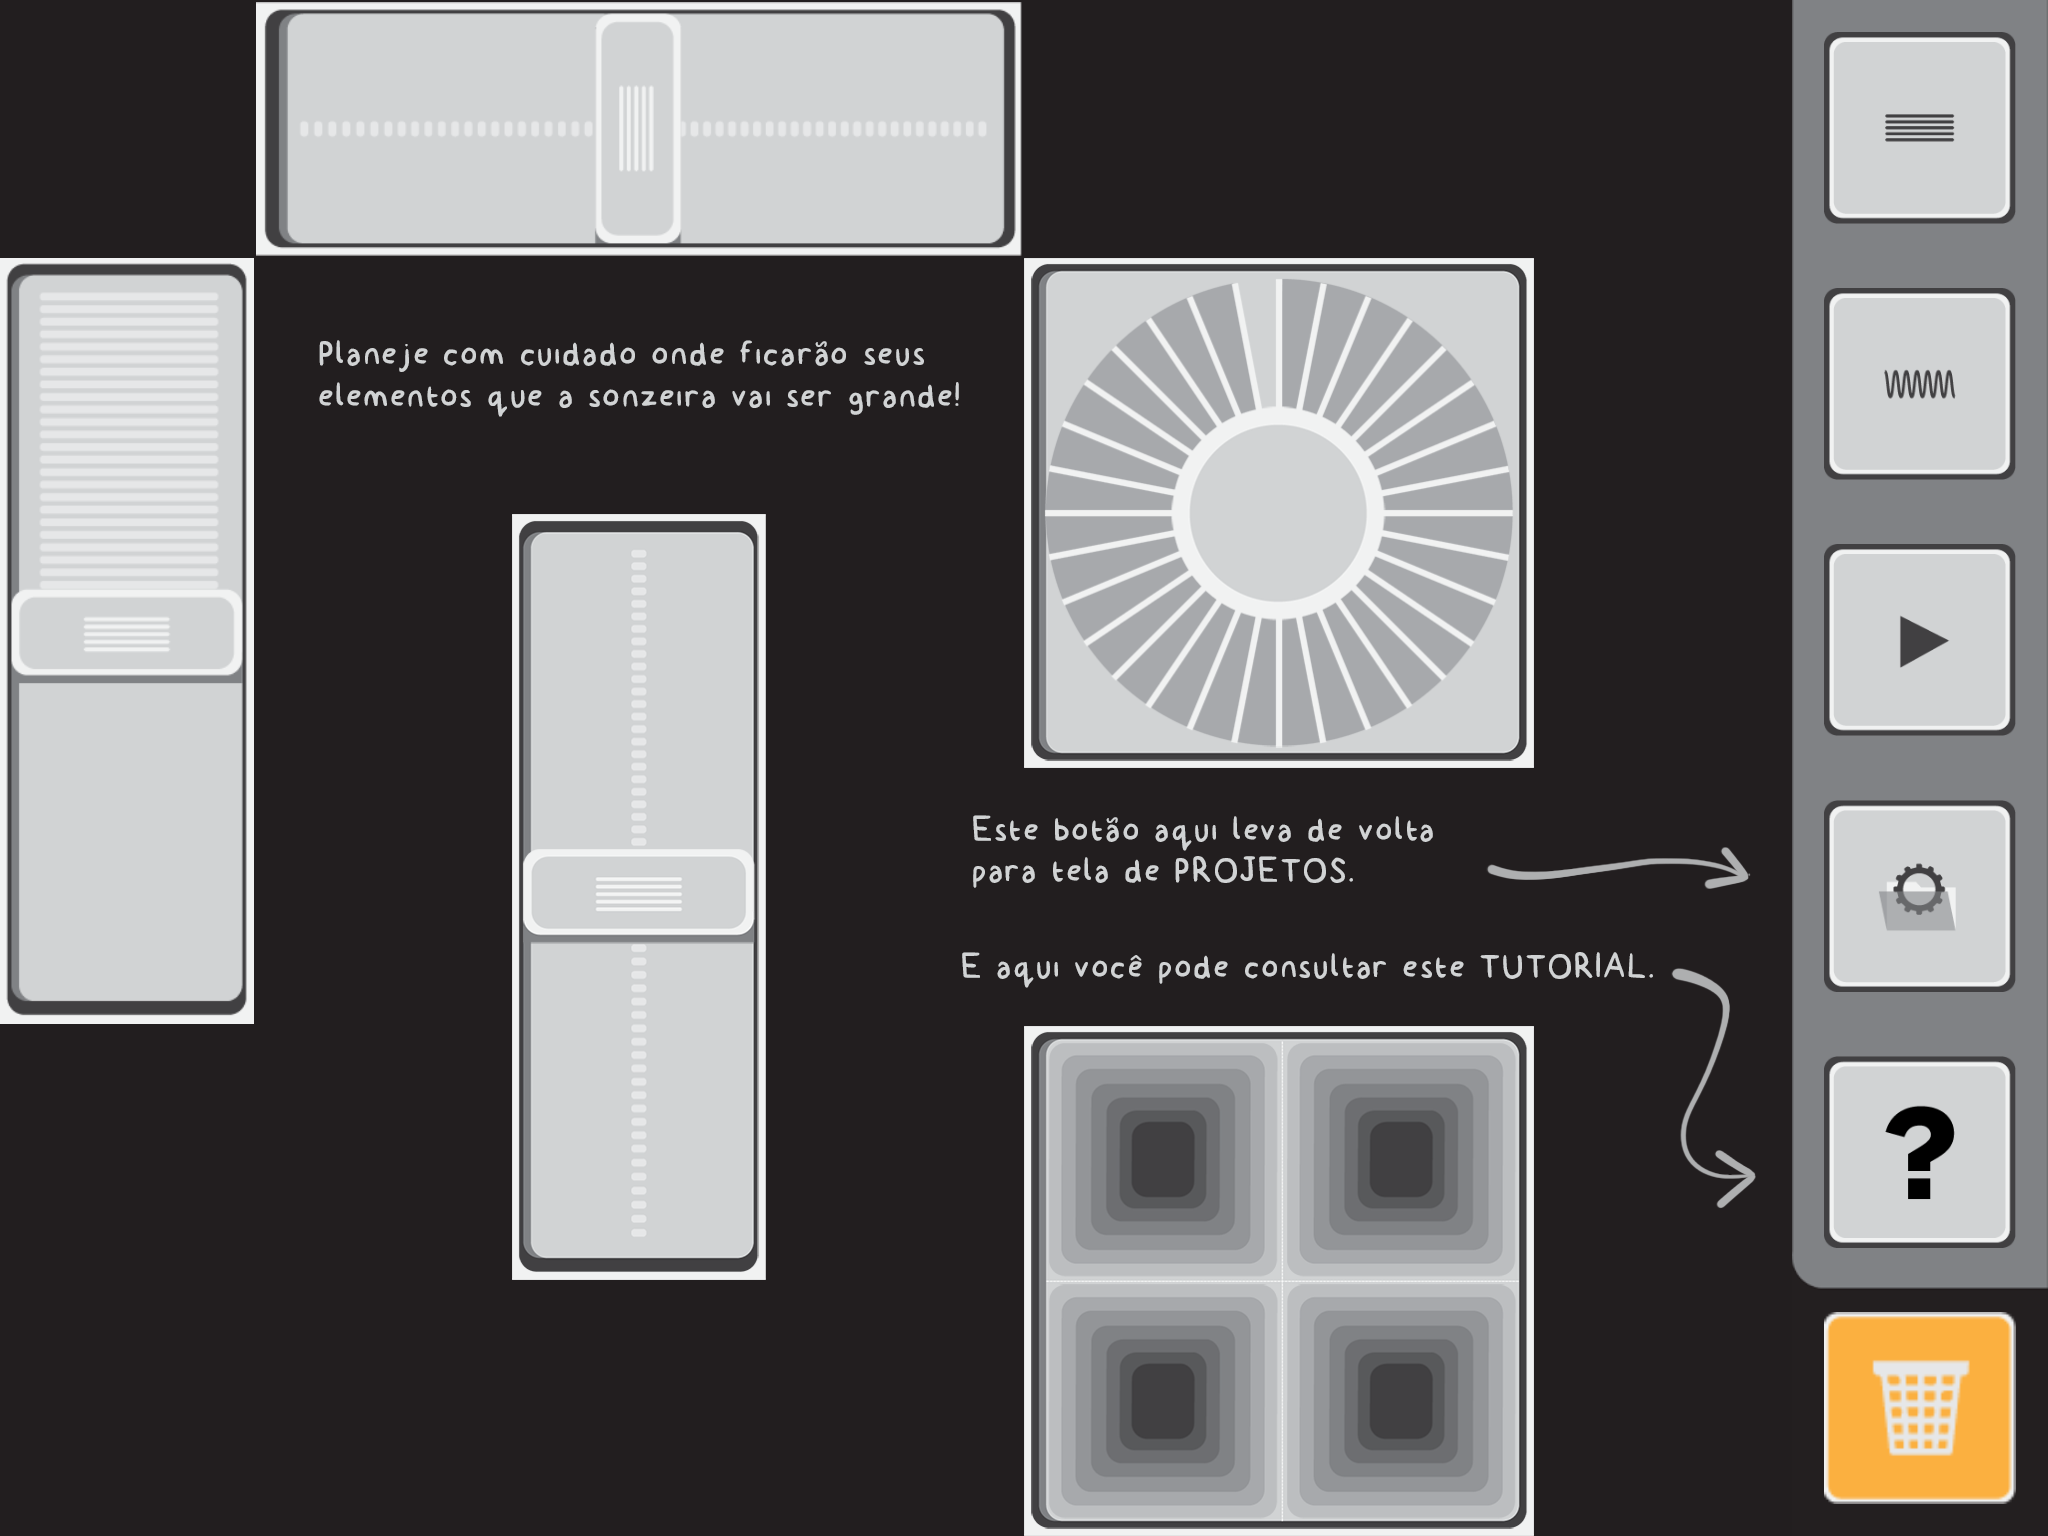 Planeje com cuidado onde ficarão seus
elementos que a sonzeira vai ser grande!
Este botão aqui leva de volta
para tela de PROJETOS.
E aqui você pode consultar este TUTORIAL.
?